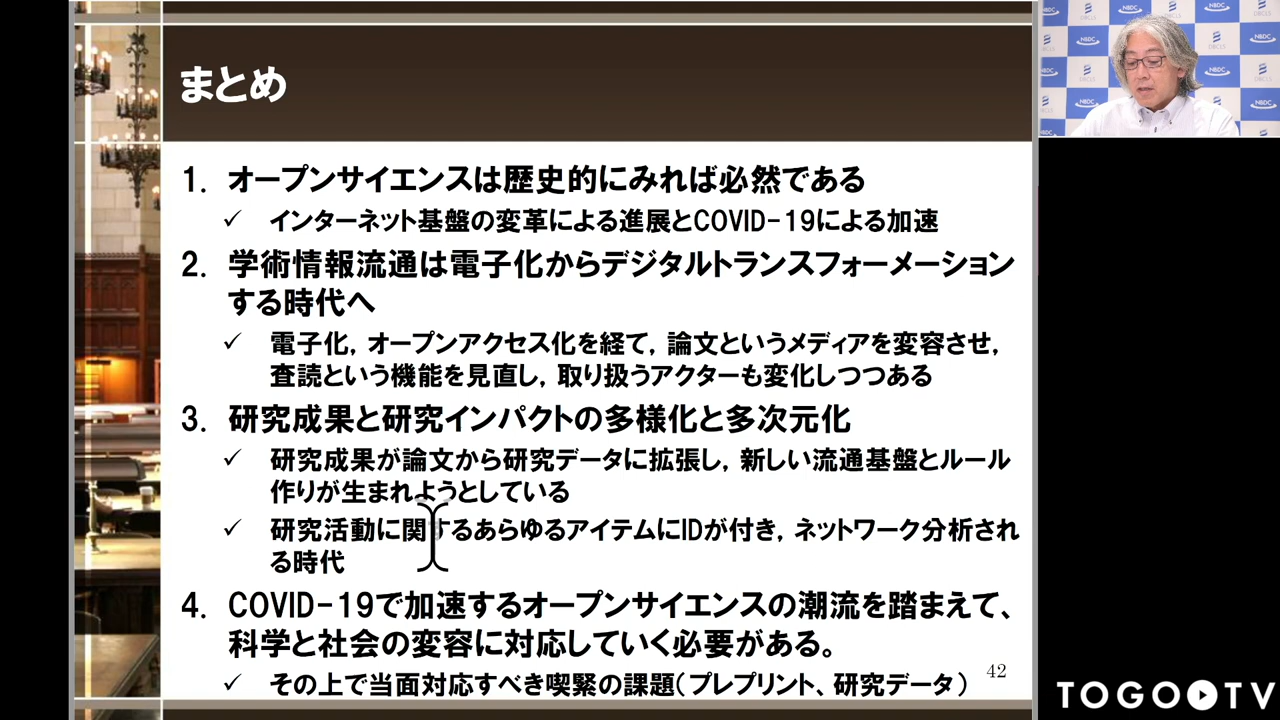 まとめ
1. オープンサイエンスは歴史的にみれば必然である
✓ インターネット基盤の変革による進展とCOVID-19による加速
2. 学術情報流通は電子化からデジタルトランスフォーメーション
する時代へ
✓ 電子化，オープンアクセス化を経て，論文というメディアを変容させ，
査読という機能を見直し，取り扱うアクターも変化しつつある
3. 研究成果と研究インパクトの多様化と多次元化
✓ 研究成果が論文から研究データに拡張し，新しい流通基盤とルール
作りが生まれようとしている
✓ 研究活動に関するあらゆるアイテムにIDが付き，ネットワーク分析され
る時代
4. COVID-19で加速するオープンサイエンスの潮流を踏まえて、
科学と社会の変容に対応していく必要がある。
✓ その上で当面対応すべき喫緊の課題（プレプリント、研究データ）
42
NBDC
DBCLS
TOGO TV